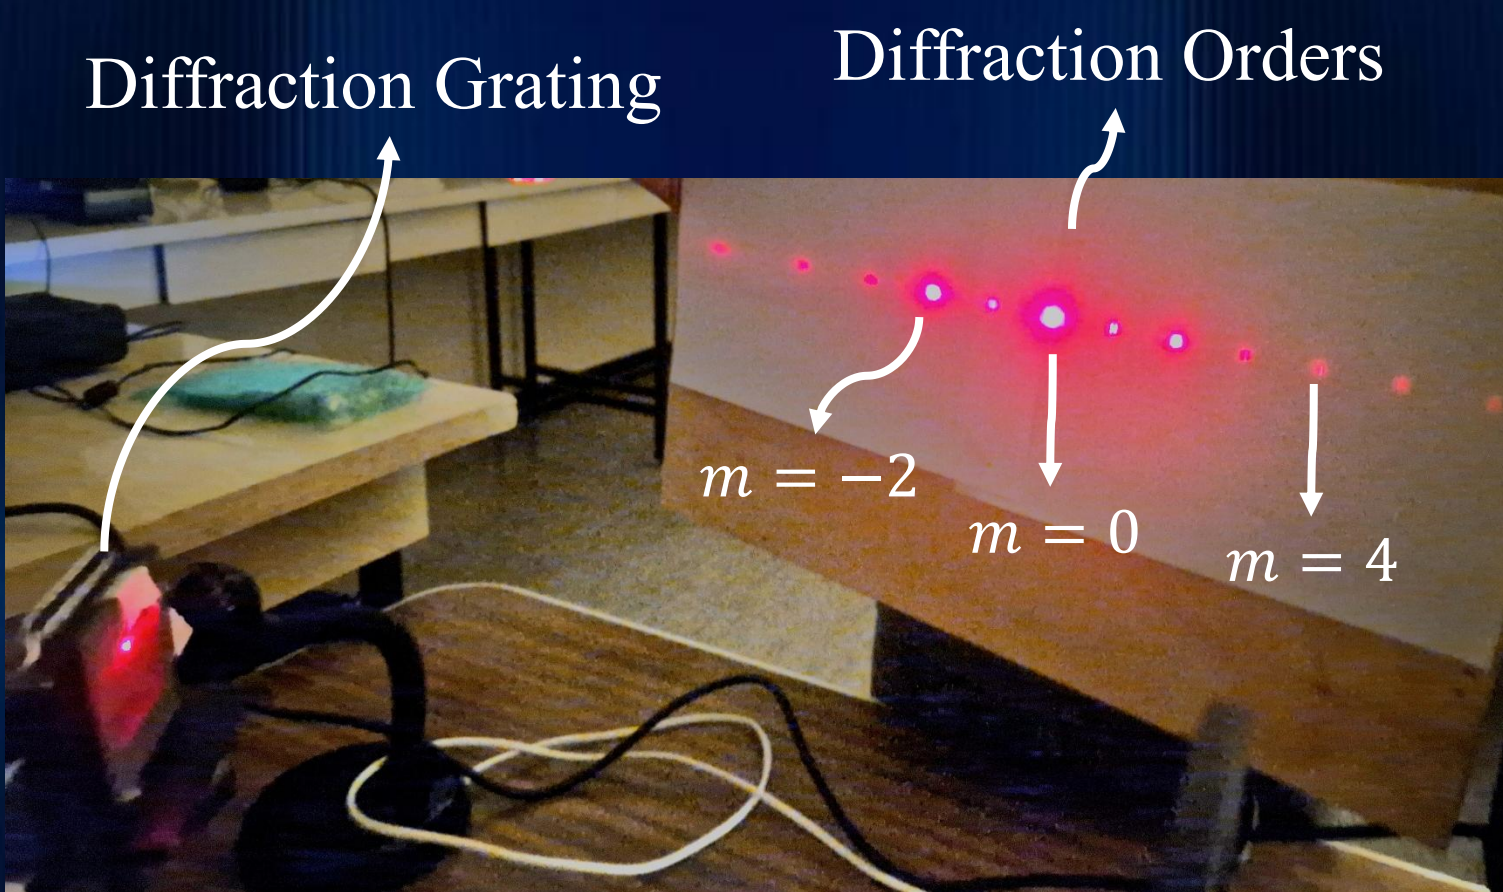 Diffraction Grating
Diffraction Orders
m = −2
m = 0
m = 4